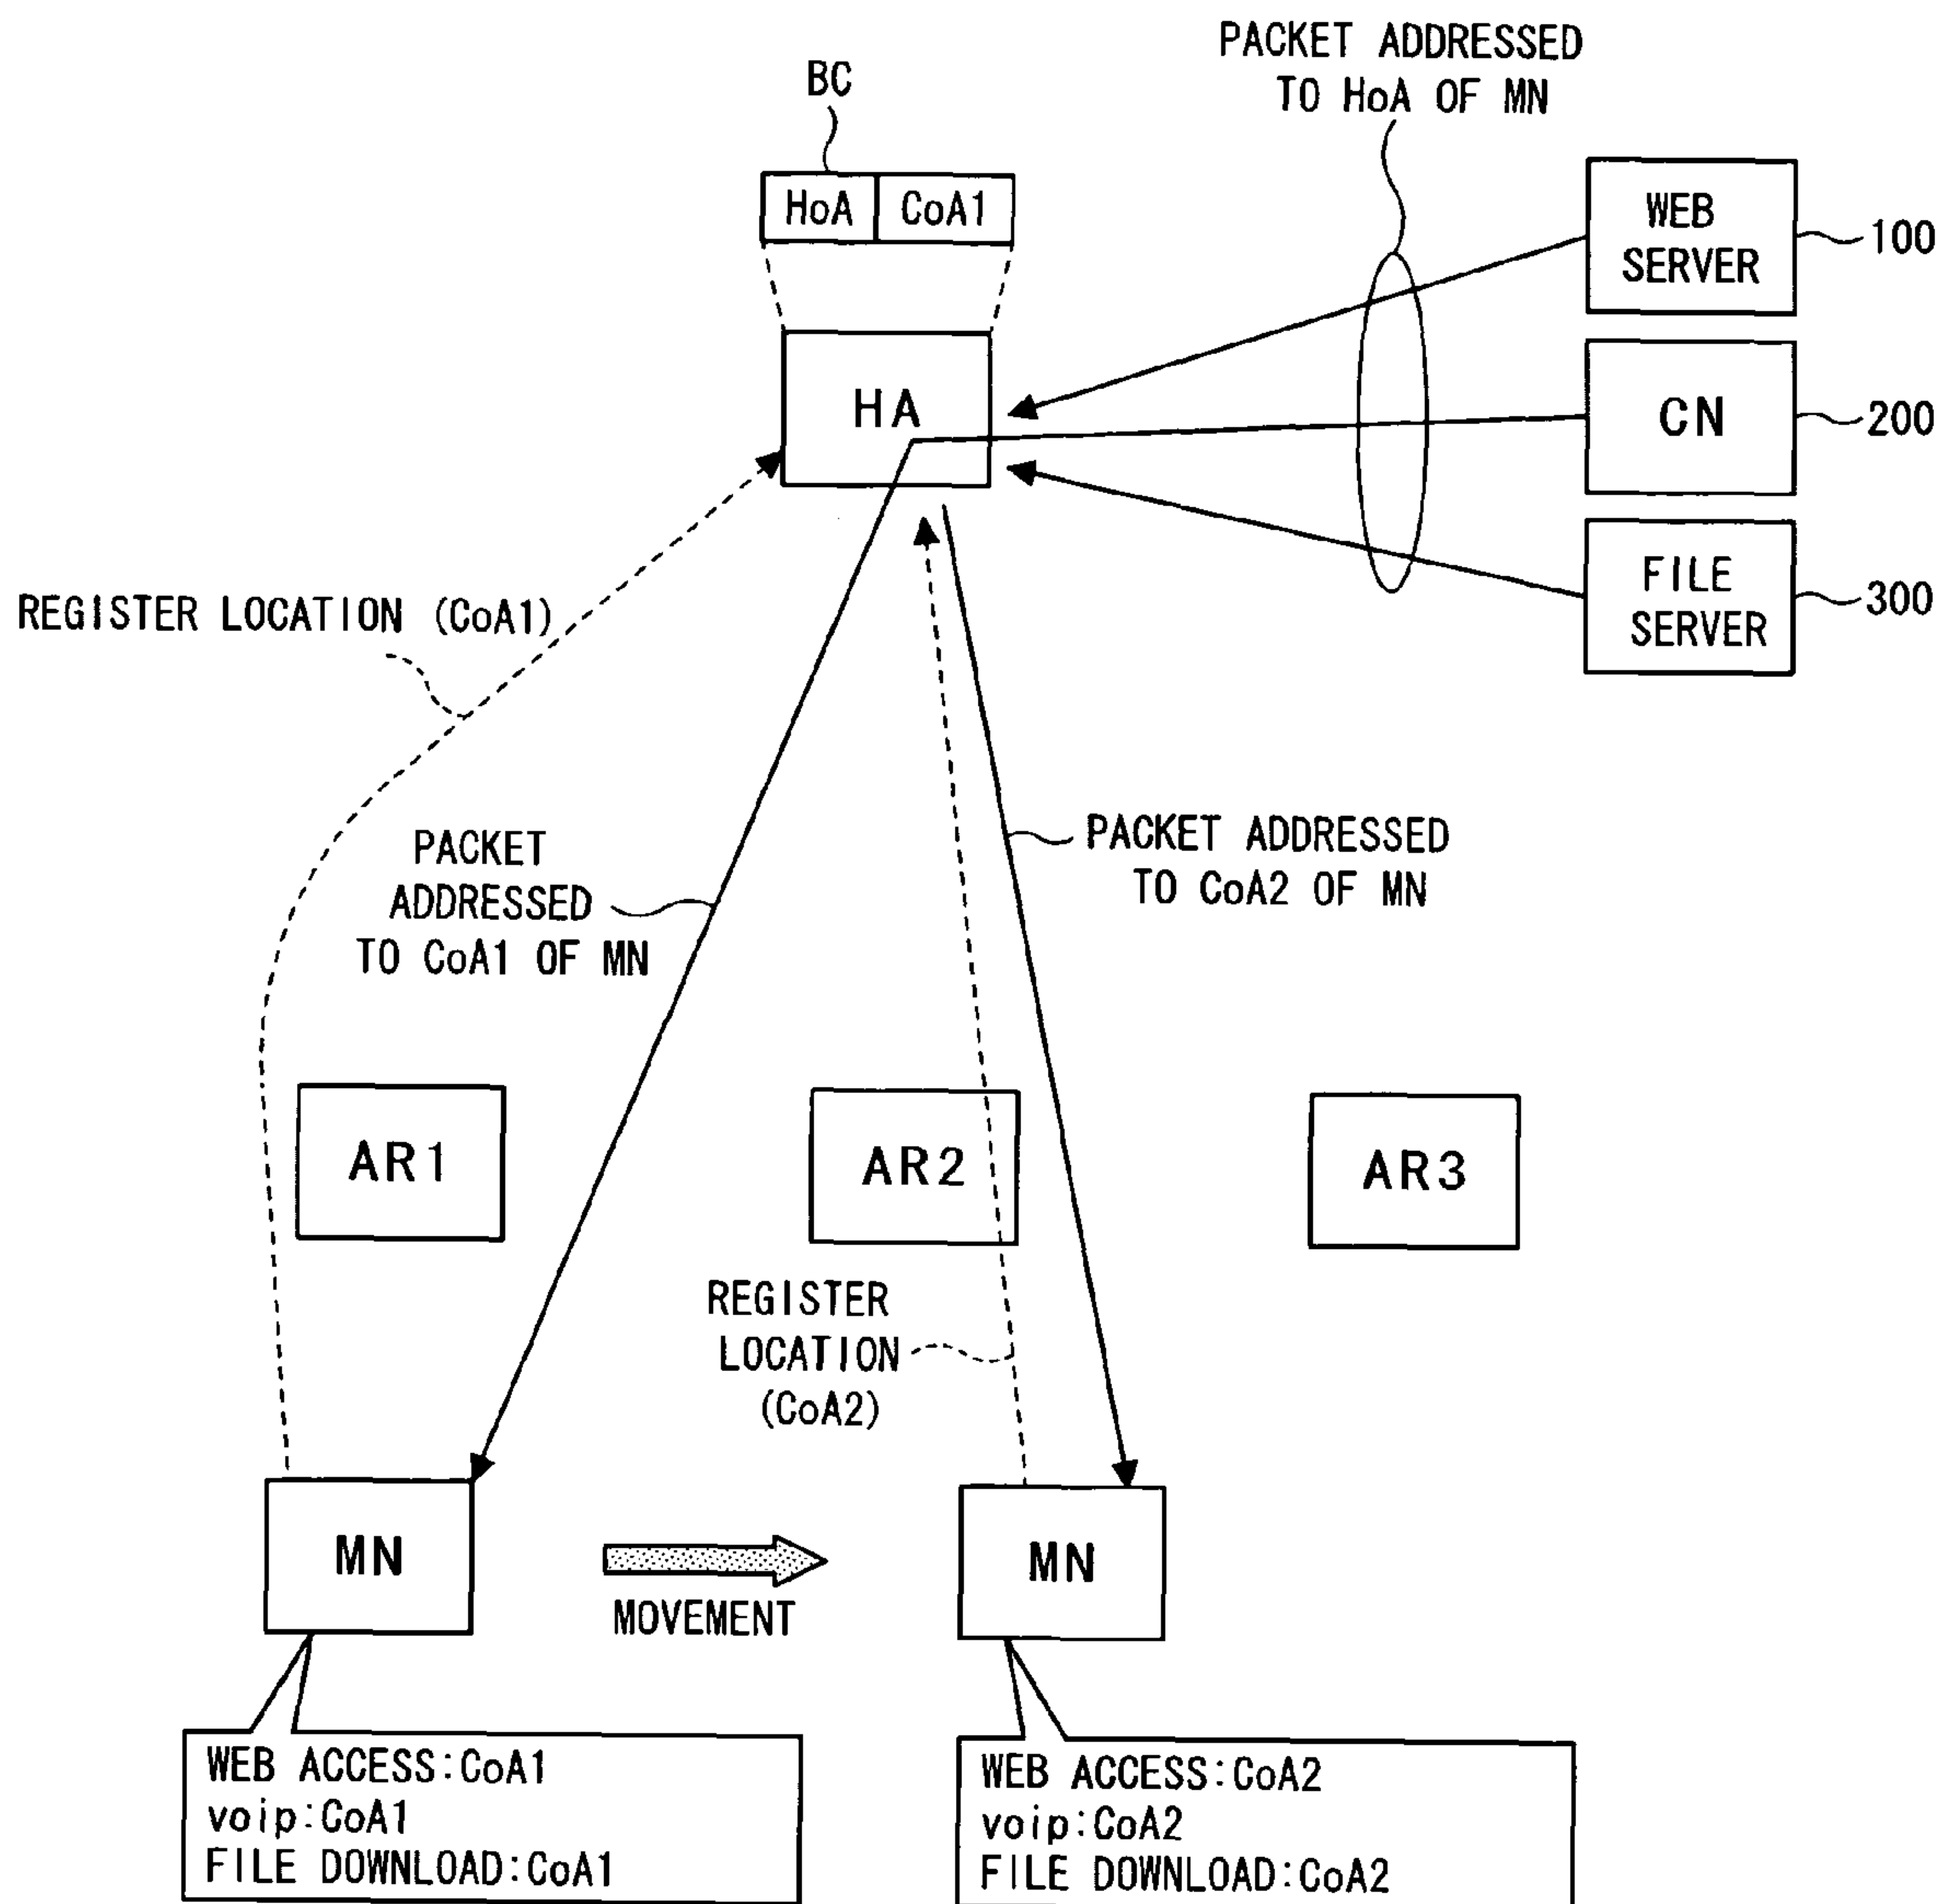 PACKET ADDRESSED
TO HoA OF MN
BC
HoA
CoA1
WEB
SERVER
100
HA
CN
200
FILE
SERVER
300
REGISTER LOCATION (CoA1)
PACKET
ADDRESSED
TO CoA1 OF MN
PACKET ADDRESSED
TO CoA2 OF MN
AR1
AR2
AR3
REGISTER
LOCATION
(CoA2)
MN
MOVEMENT
MN
WEB ACCESS:CoA1
voip:CoA1
FILE DOWNLOAD:CoA1
WEB ACCESS:CoA2
voip:CoA2
FILE DOWNLOAD:CoA2